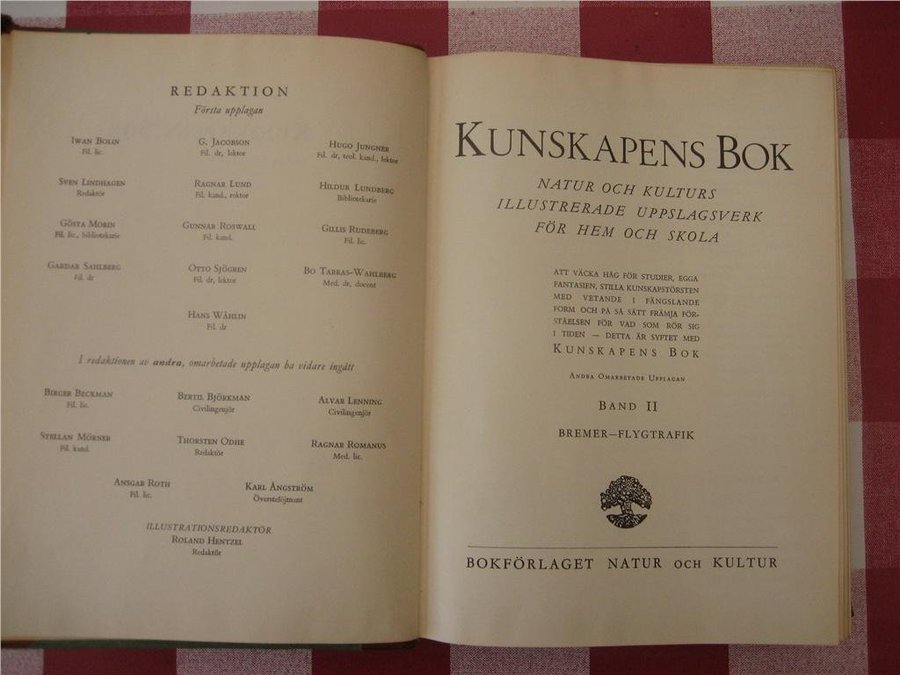 REDAKTION
Första upplagan
IWAN BOLIN
Fil. lic.
G. JACOBSON
Fil. dr, lektor
HUGO JUNGNER
Fil. dr, teol. kand., lektor
SVEN LINDHAGEN
Redaktör
RAGNAR LUND
Fil. kand., rektor
HILDUR LUNDBERG
Bibliotekarie
GÖSTA MORIN
Fil. lic., bibliotekarie
GUNNAR ROSWALL
Fil. kand.
GILLIS RUDEBERG
Fil. lic.
GARDAR SAHLBERG
Fil. dr
OTTO SJÖGREN
Fil. dr, lektor
BO TARRAS-WAHLBERG
Med. dr, docent
HANS WÅHLIN
Fil. dr
I redaktionen av andra, omarbetade upplagan ha vidare ingått
BIRGER BECKMAN
Fil. lic.
BERTIL BJÖRKMAN
Civilingenjör
ALVAR LENNING
Civilingenjör
STELLAN MÖRNER
Fil. kand.
THORSTEN ODHE
Redaktör
RAGNAR ROMANUS
Med. lic.
ANSGAR ROTH
Fil. lic.
KARL ÅNGSTRÖM
Överstelöjtnant
ILLUSTRATIONSREDAKTÖR
ROLAND HENTZEL
Redaktör
KUNSKAPENS BOK
NATUR OCH KULTURS
ILLUSTRERADE UPPSLAGSVERK
FÖR HEM OCH SKOLA
ATT VÄCKA HÅG FÖR STUDIER, EGGA
FANTASIEN, STILLA KUNSKAPSTÖRSTEN
MED VETANDE I FÄNGSLANDE
FORM OCH PÅ SÅ SÄTT FRÄMJA FÖR-
STÅELSEN FÖR VAD SOM RÖR SIG
I TIDEN — DETTA ÄR SYFTET MED
KUNSKAPENS BOK
ANDRA OMARBETADE UPPLAGAN
BAND II
BREMER—FLYGTRAFIK
BOKFÖRLAGET NATUR OCH KULTUR